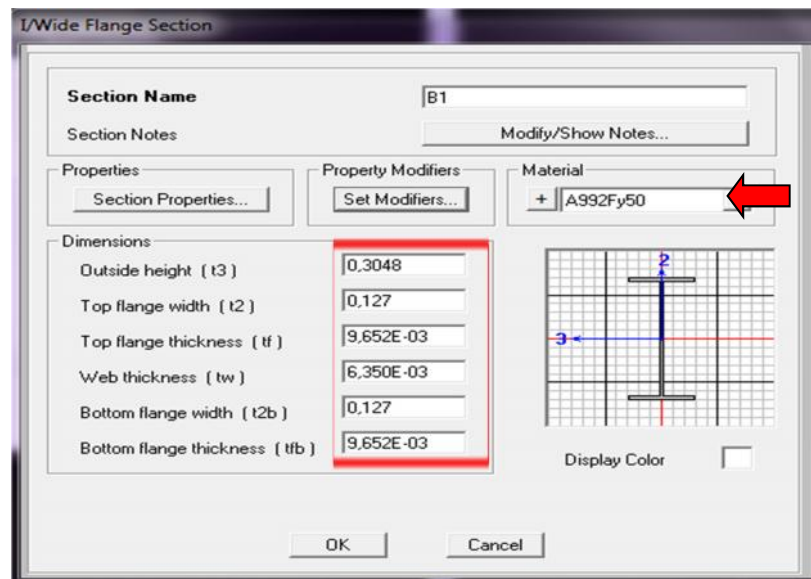 I/Wide Flange Section
Section Name B1
Section Notes Modify/Show Notes...
Properties Property Modifiers Material
Section Properties... Set Modifiers... + A992Fy50
Dimensions
Outside height ( t3 ) 0,3048
Top flange width ( t2 ) 0,127
Top flange thickness ( tf ) 9,652E-03
Web thickness ( tw ) 6,350E-03
Bottom flange width ( t2b ) 0,127
Bottom flange thickness ( tfb ) 9,652E-03
2
3
Display Color
OK Cancel